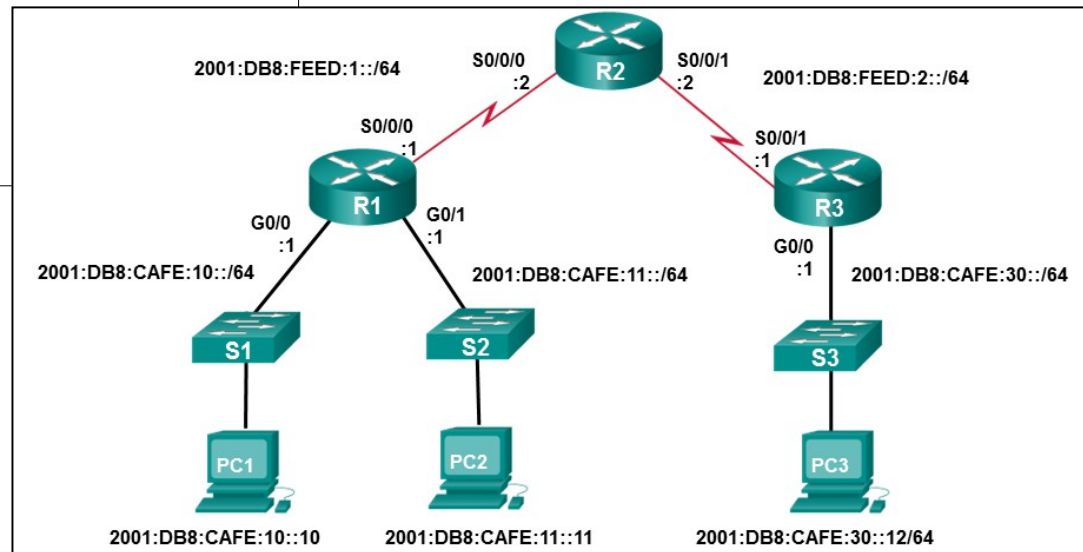 2001:DB8:FEED:1::/64
S0/0/0
:2
R2
S0/0/1
:2
2001:DB8:FEED:2::/64
S0/0/0
:1
R1
S0/0/1
:1
R3
G0/0
:1
G0/1
:1
G0/0
:1
2001:DB8:CAFE:10::/64
2001:DB8:CAFE:11::/64
2001:DB8:CAFE:30::/64
S1
S2
S3
PC1
PC2
PC3
2001:DB8:CAFE:10::10
2001:DB8:CAFE:11::11
2001:DB8:CAFE:30::12/64